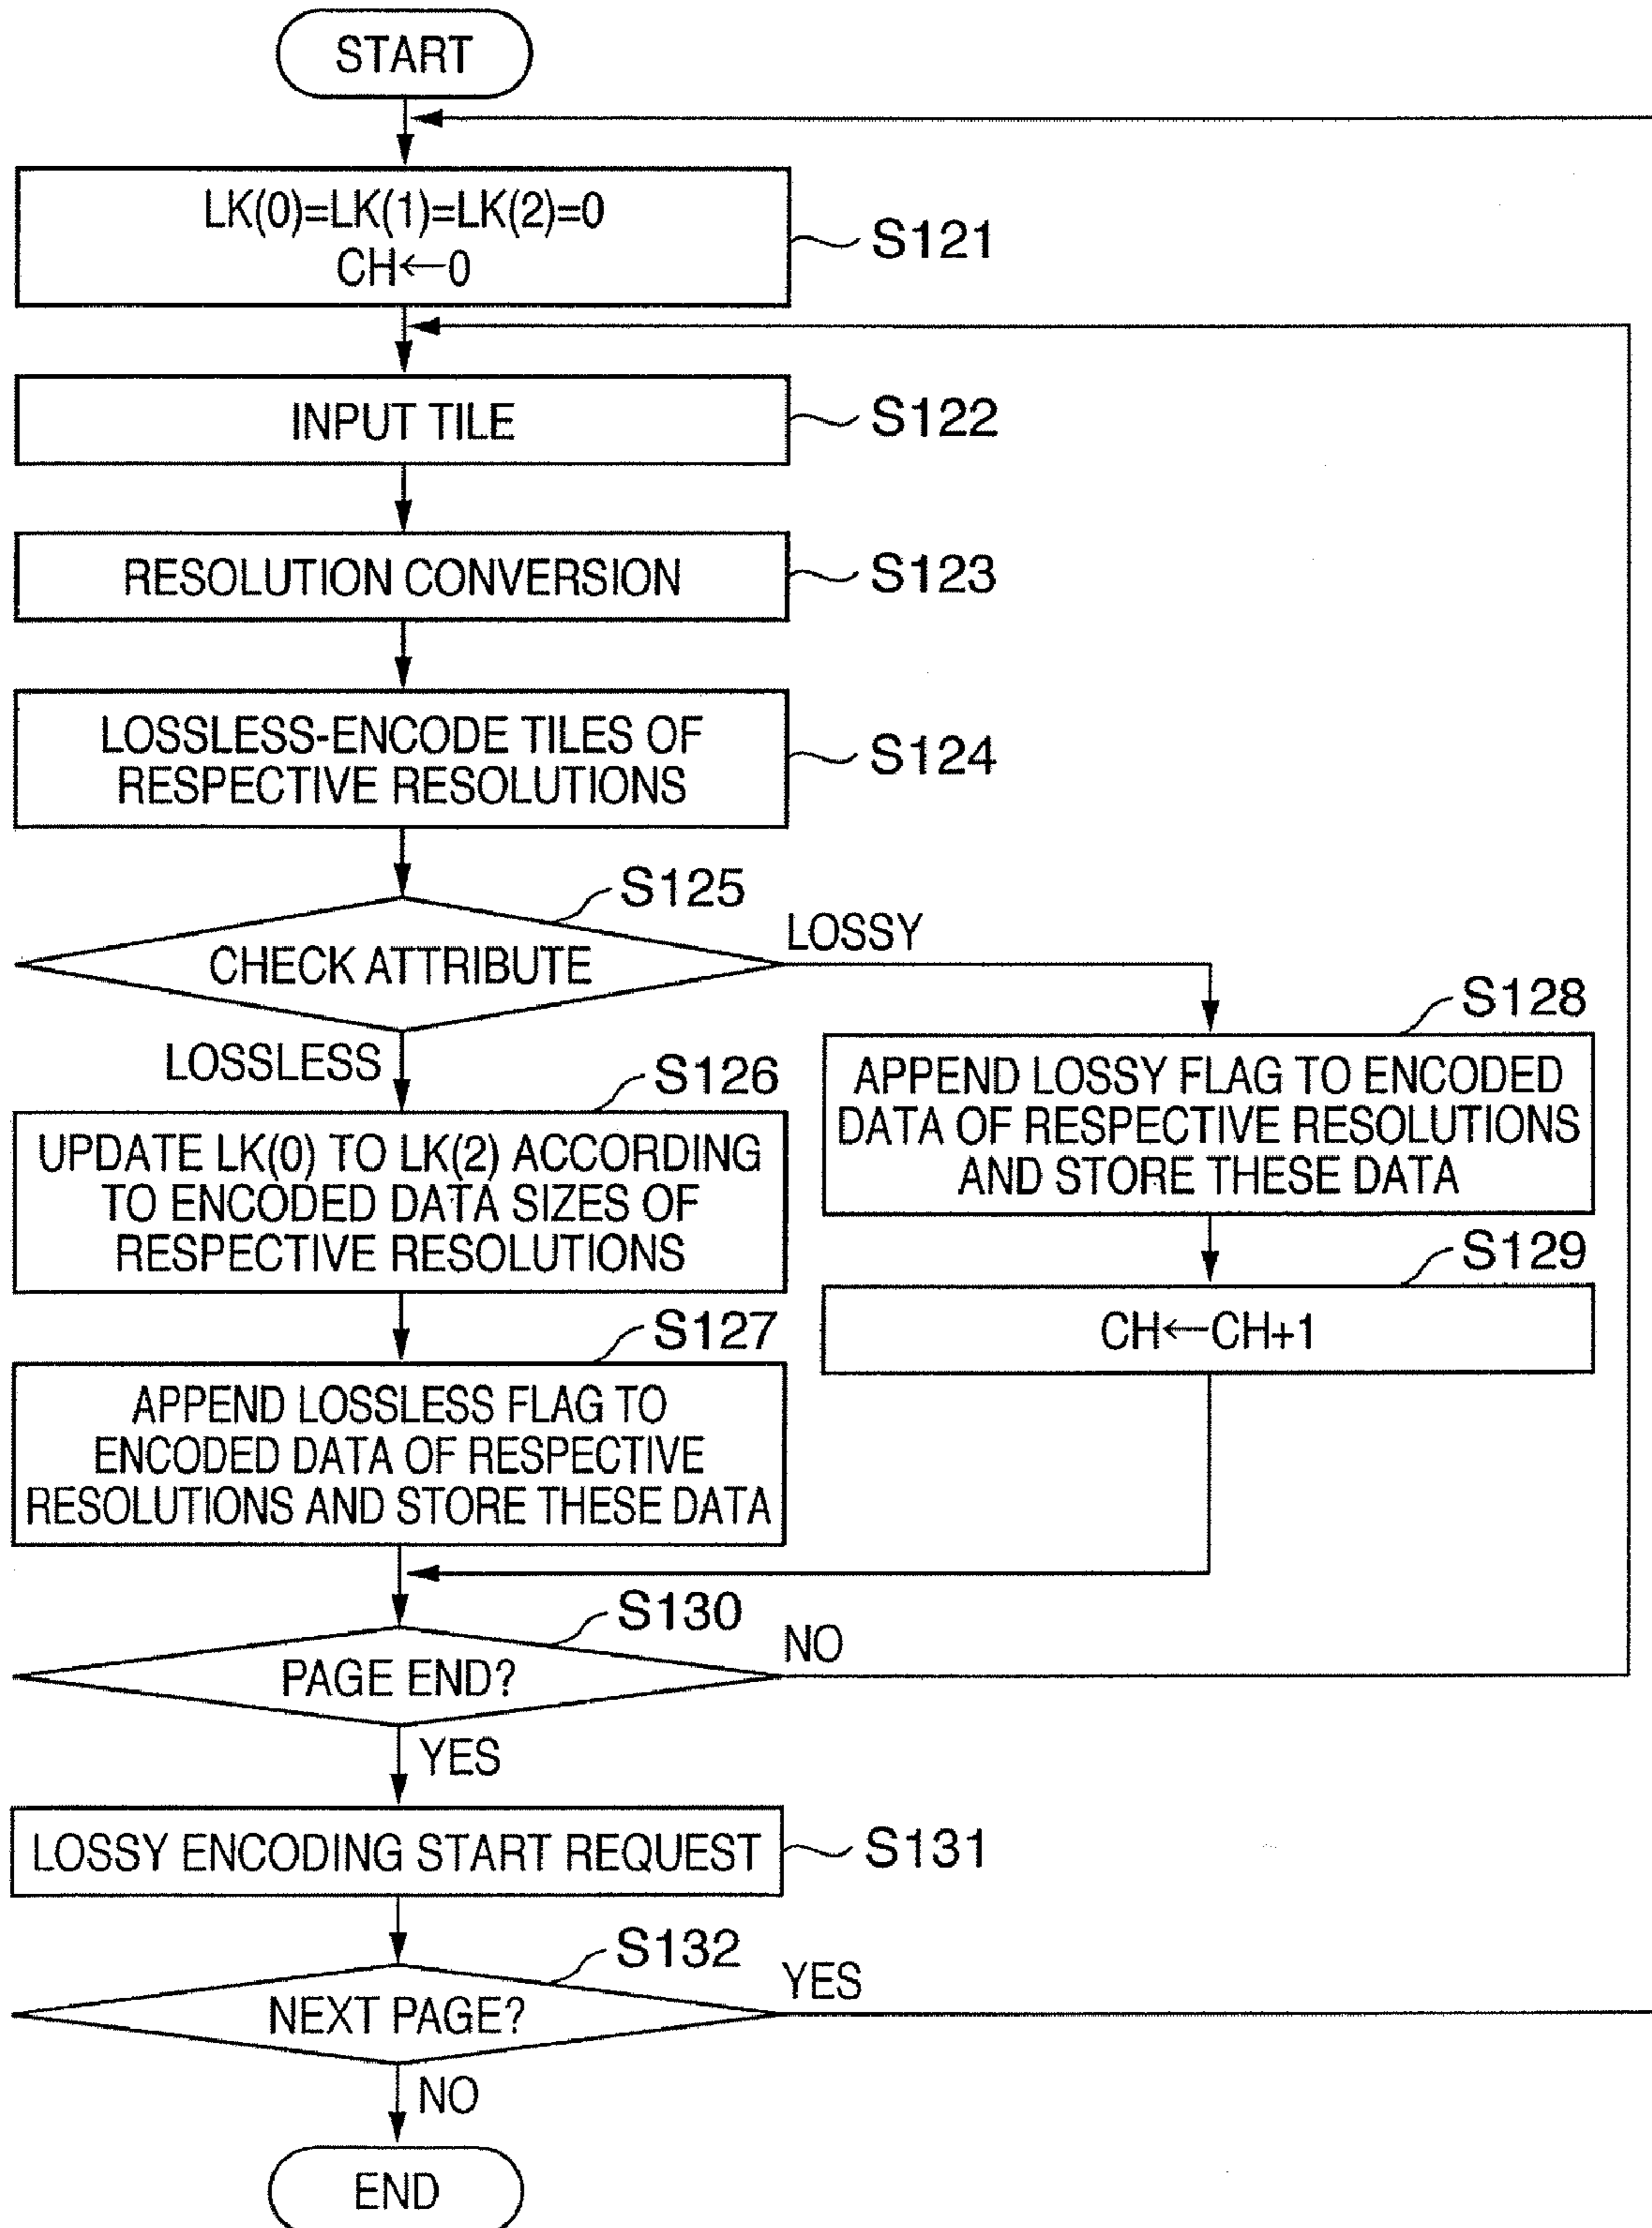 START
LK(0)=LK(1)=LK(2)=0
CH←0
S121
INPUT TILE
S122
RESOLUTION CONVERSION
S123
LOSSLESS-ENCODE TILES OF
RESPECTIVE RESOLUTIONS
S124
S125
CHECK ATTRIBUTE
LOSSY
LOSSLESS
S126
UPDATE LK(0) TO LK(2) ACCORDING
TO ENCODED DATA SIZES OF
RESPECTIVE RESOLUTIONS
S127
APPEND LOSSLESS FLAG TO
ENCODED DATA OF RESPECTIVE
RESOLUTIONS AND STORE THESE DATA
S128
APPEND LOSSY FLAG TO ENCODED
DATA OF RESPECTIVE RESOLUTIONS
AND STORE THESE DATA
S129
CH←CH+1
S130
PAGE END?
NO
YES
LOSSY ENCODING START REQUEST
S131
S132
NEXT PAGE?
YES
NO
END